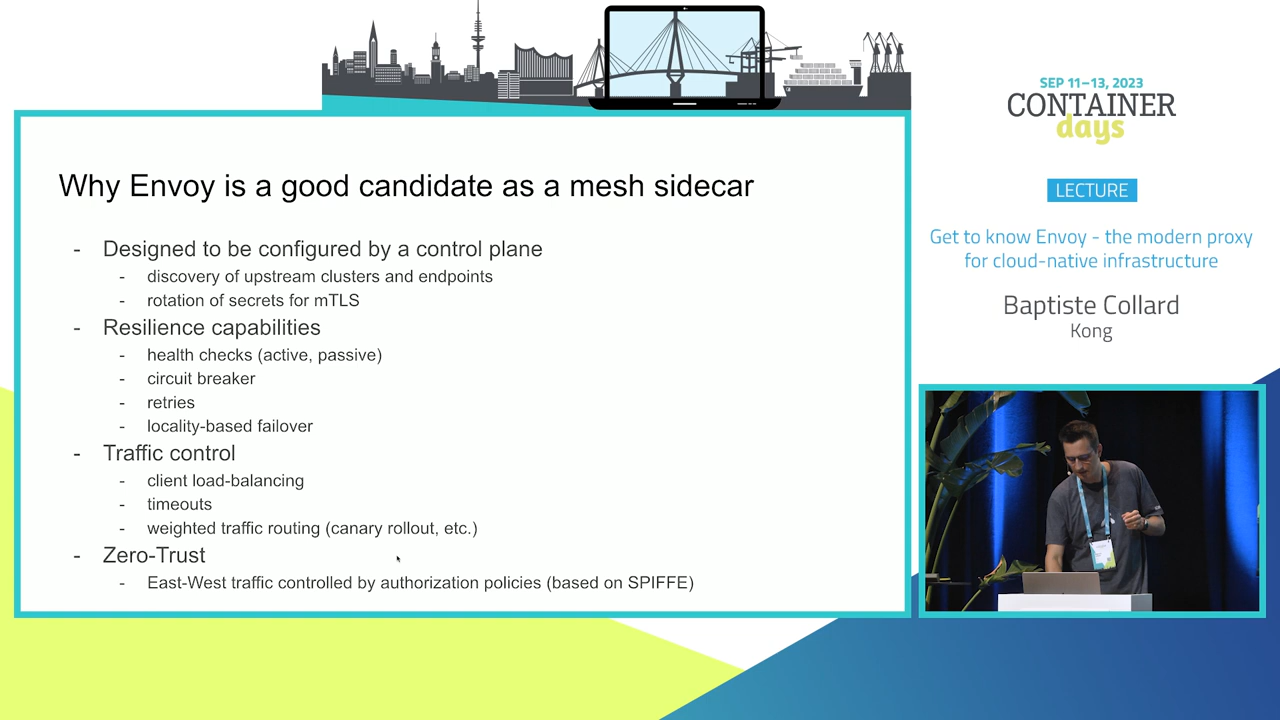 Why Envoy is a good candidate as a mesh sidecar
- Designed to be configured by a control plane
- discovery of upstream clusters and endpoints
- rotation of secrets for mTLS
- Resilience capabilities
- health checks (active, passive)
- circuit breaker
- retries
- locality-based failover
- Traffic control
- client load-balancing
- timeouts
- weighted traffic routing (canary rollout, etc.)
- Zero-Trust
- East-West traffic controlled by authorization policies (based on SPIFFE)
SEP 11–13, 2023
CONTAINER
days
LECTURE
Get to know Envoy - the modern proxy
for cloud-native infrastructure
Baptiste Collard
Kong